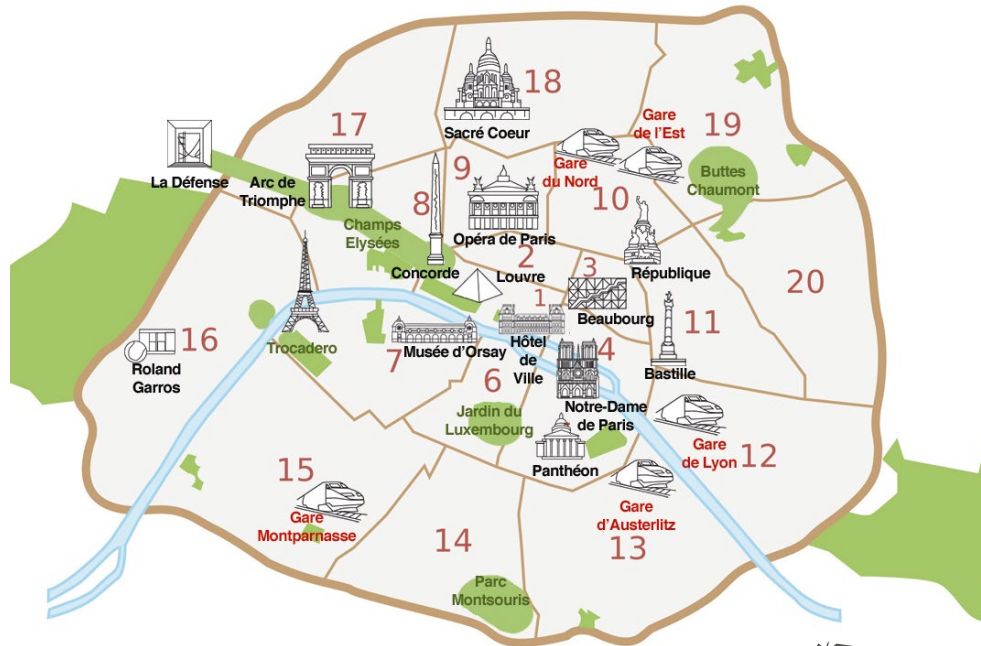 18
Sacré Coeur
17
Gare
de l'Est
19
Gare
du Nord
La Défense
Arc de
Triomphe
9
10
Buttes
Chaumont
8
Champs
Elysées
Opéra de Paris
Concorde
2
Louvre
3
République
20
1
Beaubourg
11
16
Roland
Garros
Trocadero
7
Musée d'Orsay
Hôtel
de
Ville
4
Bastille
6
Jardin du
Luxembourg
Notre-Dame
de Paris
Panthéon
Gare
de Lyon
12
15
Gare
Montparnasse
Gare
d'Austerlitz
14
13
Parc
Montsouris